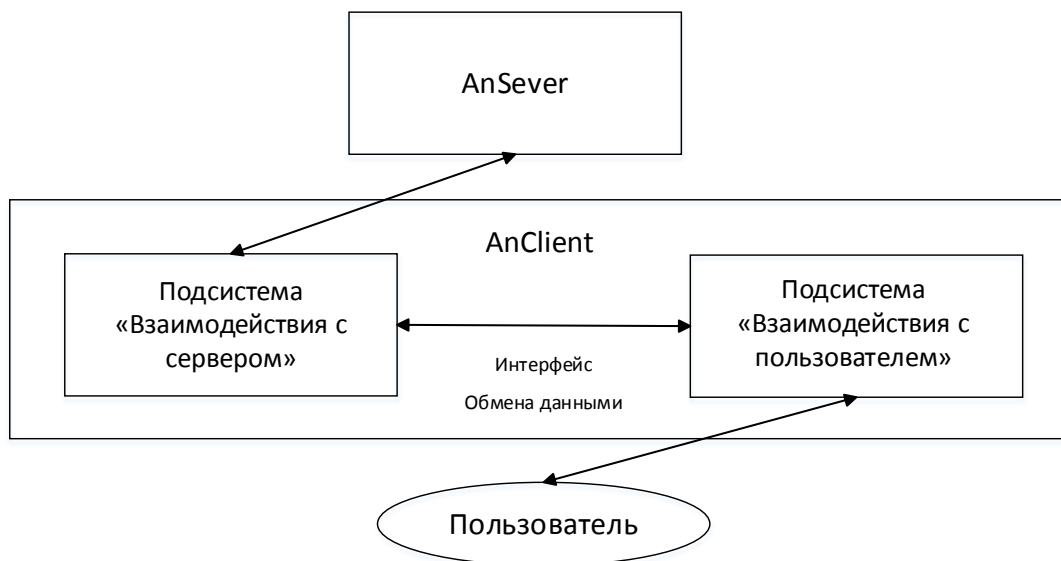 AnSever
AnClient
Подсистема
«Взаимодействия с
сервером»
Подсистема
«Взаимодействия с
пользователем»
Интерфейс
Обмена данными
Пользователь